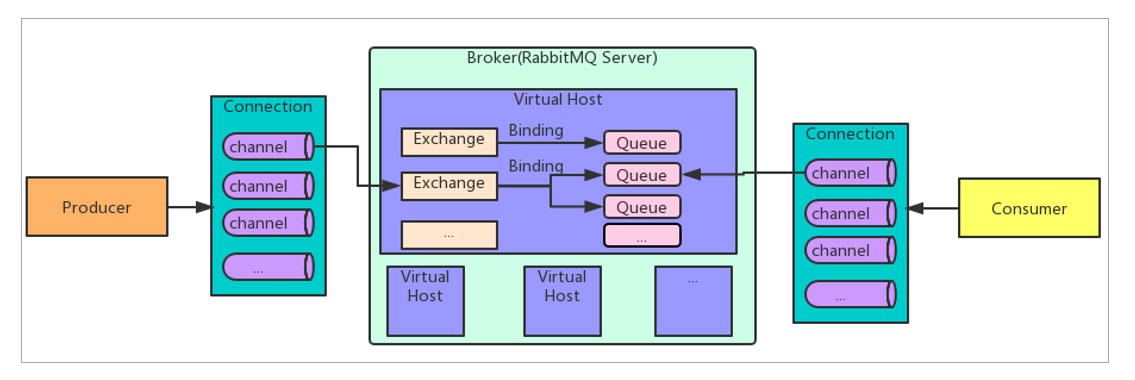 Broker(RabbitMQ Server)
Virtual Host
Connection
channel
channel
channel
...
Producer
Exchange
Binding
Queue
Exchange
Binding
Queue
Queue
...
...
Virtual
Host
Virtual
Host
...
Connection
channel
channel
channel
...
Consumer